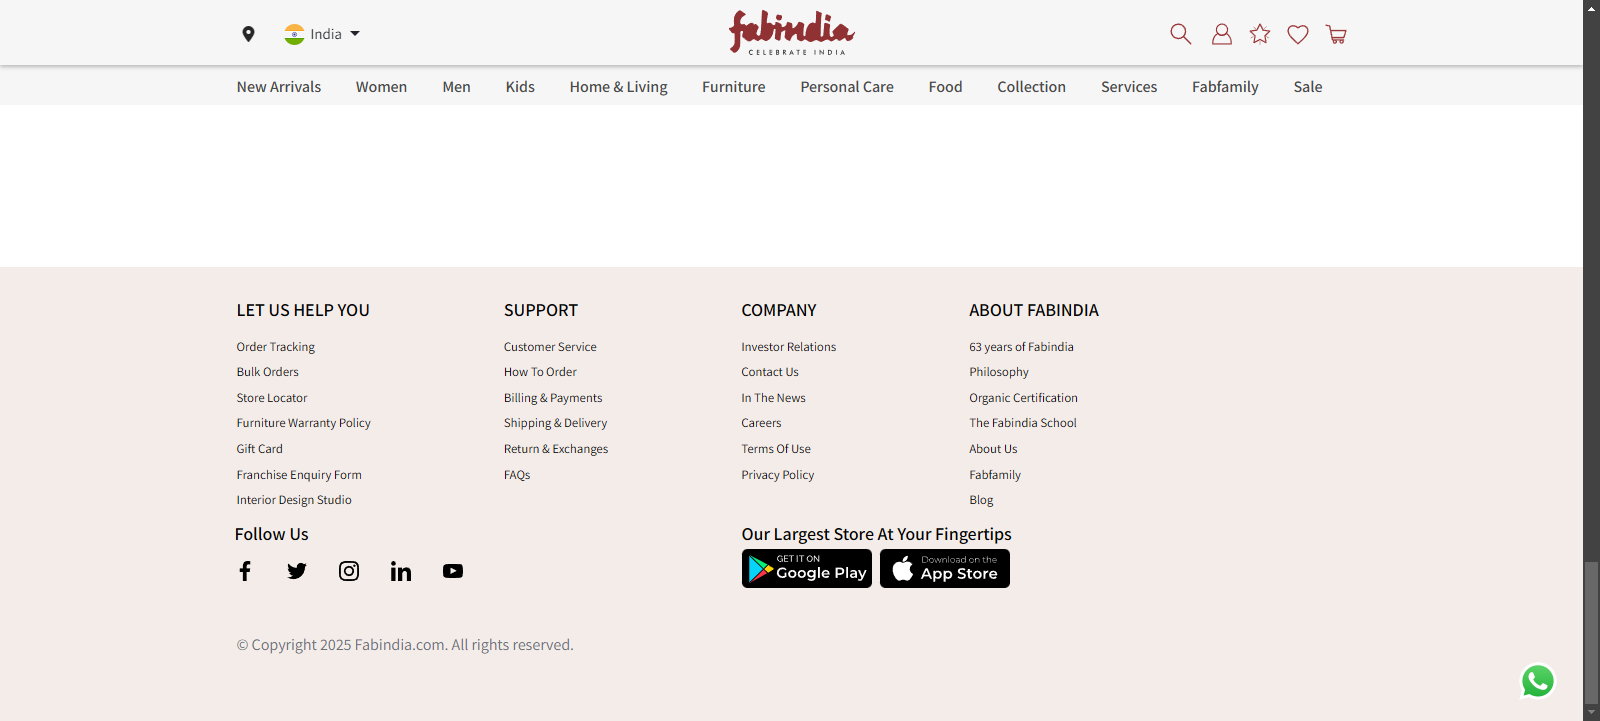 India
fabindia
CELEBRATE INDIA
New Arrivals Women Men Kids Home & Living Furniture Personal Care Food Collection Services Fabfamily Sale
LET US HELP YOU
Order Tracking
Bulk Orders
Store Locator
Furniture Warranty Policy
Gift Card
Franchise Enquiry Form
Interior Design Studio
SUPPORT
Customer Service
How To Order
Billing & Payments
Shipping & Delivery
Return & Exchanges
FAQs
COMPANY
Investor Relations
Contact Us
In The News
Careers
Terms Of Use
Privacy Policy
ABOUT FABINDIA
63 years of Fabindia
Philosophy
Organic Certification
The Fabindia School
About Us
Fabfamily
Blog
Follow Us
Our Largest Store At Your Fingertips
GET IT ON
Google Play
Download on the
App Store
© Copyright 2025 Fabindia.com. All rights reserved.